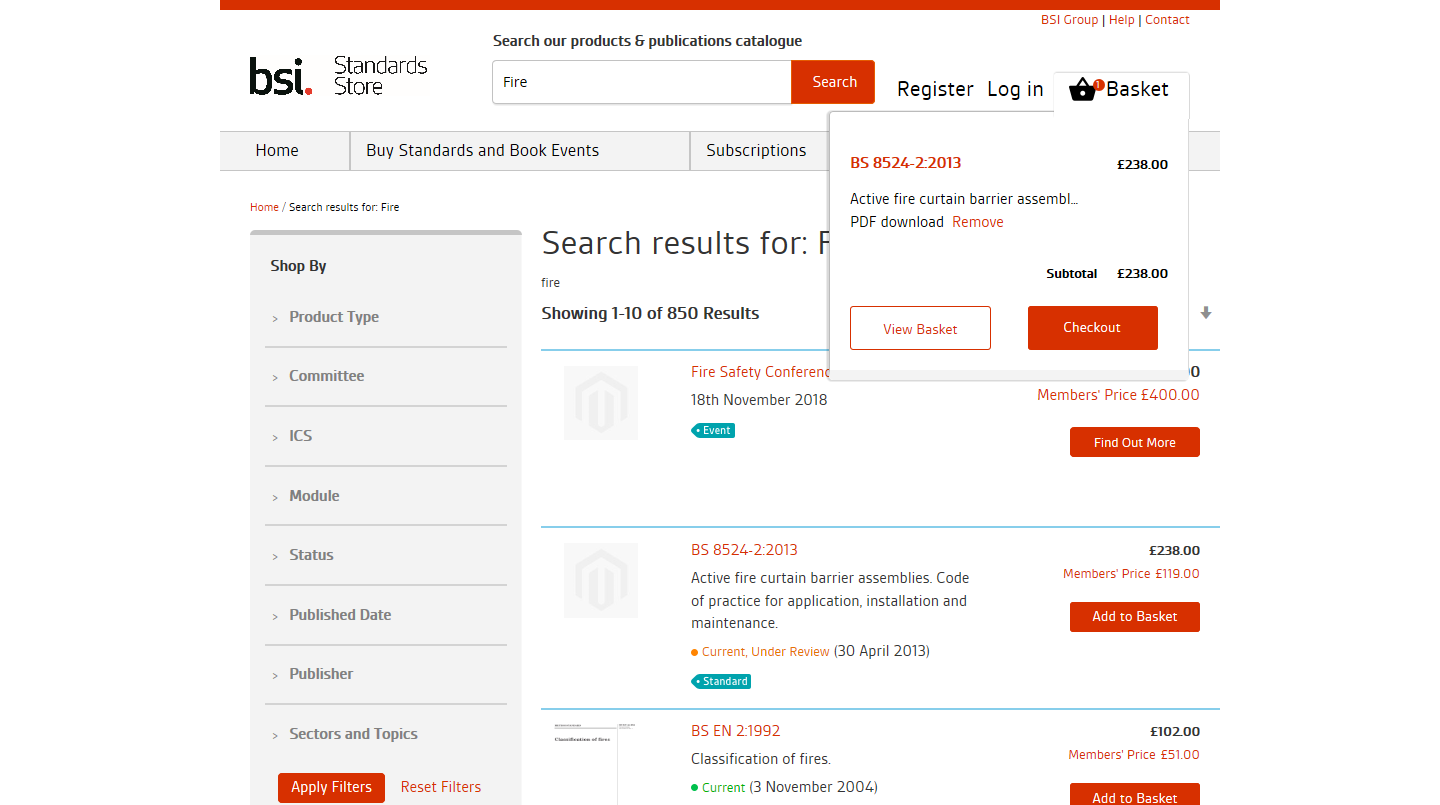 BSI Group | Help | Contact
Search our products & publications catalogue
bsi. Standards Store
Fire
Search
Register
Log in
1
Basket
Home
Buy Standards and Book Events
Subscriptions
BS 8524-2:2013
£238.00
Active fire curtain barrier assembl...
PDF download Remove
Subtotal £238.00
View Basket
Checkout
Home / Search results for: Fire
Shop By
> Product Type
> Committee
> ICS
> Module
> Status
> Published Date
> Publisher
> Sectors and Topics
Apply Filters
Reset Filters
Search results for: F
fire
Showing 1-10 of 850 Results
Fire Safety Conferenc
18th November 2018
Event
Members' Price £400.00
Find Out More
BS 8524-2:2013
£238.00
Active fire curtain barrier assemblies. Code
Members' Price £119.00
of practice for application, installation and
maintenance.
Add to Basket
Current, Under Review (30 April 2013)
Standard
Classification of fires
BS EN 2:1992
£102.00
Classification of fires.
Members' Price £51.00
Current (3 November 2004)
Add to Basket